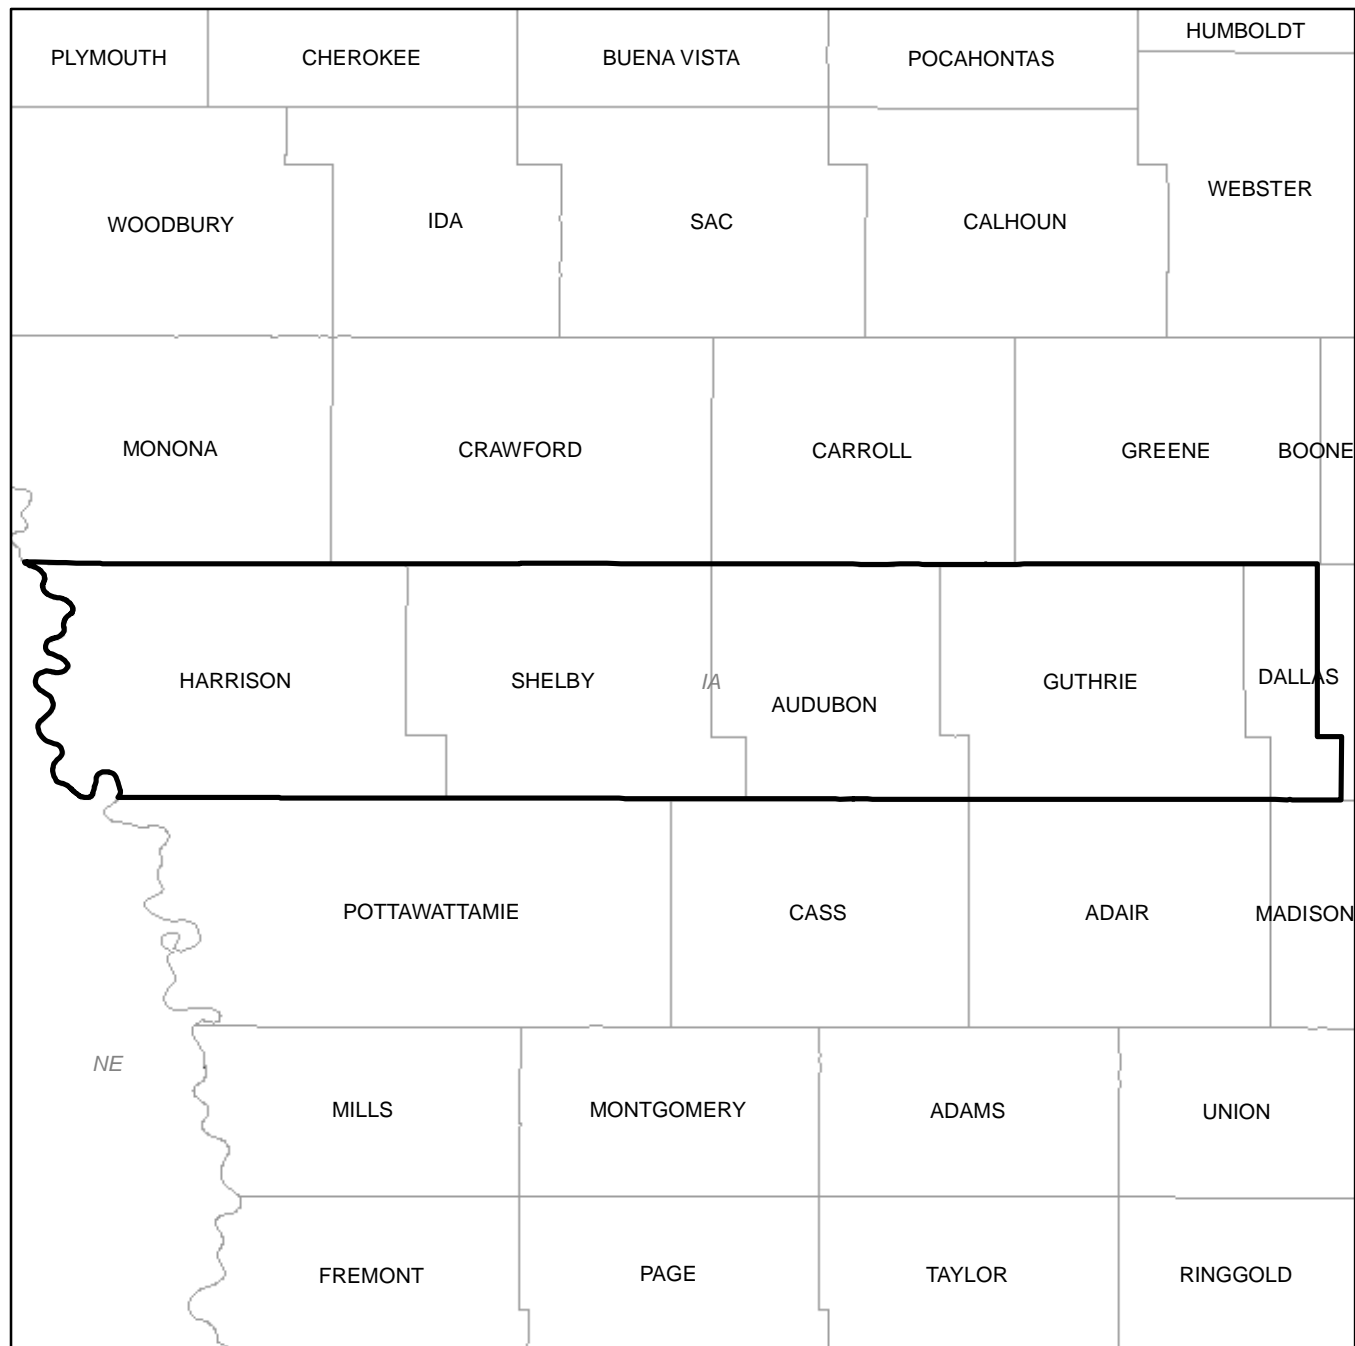 HUMBOLDT
PLYMOUTH
CHEROKEE
BUENA VISTA
POCAHONTAS
WEBSTER
WOODBURY
IDA
SAC
CALHOUN
MONONA
CRAWFORD
CARROLL
GREENE
BOONE
HARRISON
SHELBY
IA
AUDUBON
GUTHRIE
DALLAS
POTTAWATTAMIE
CASS
ADAIR
MADISON
NE
MILLS
MONTGOMERY
ADAMS
UNION
FREMONT
PAGE
TAYLOR
RINGGOLD